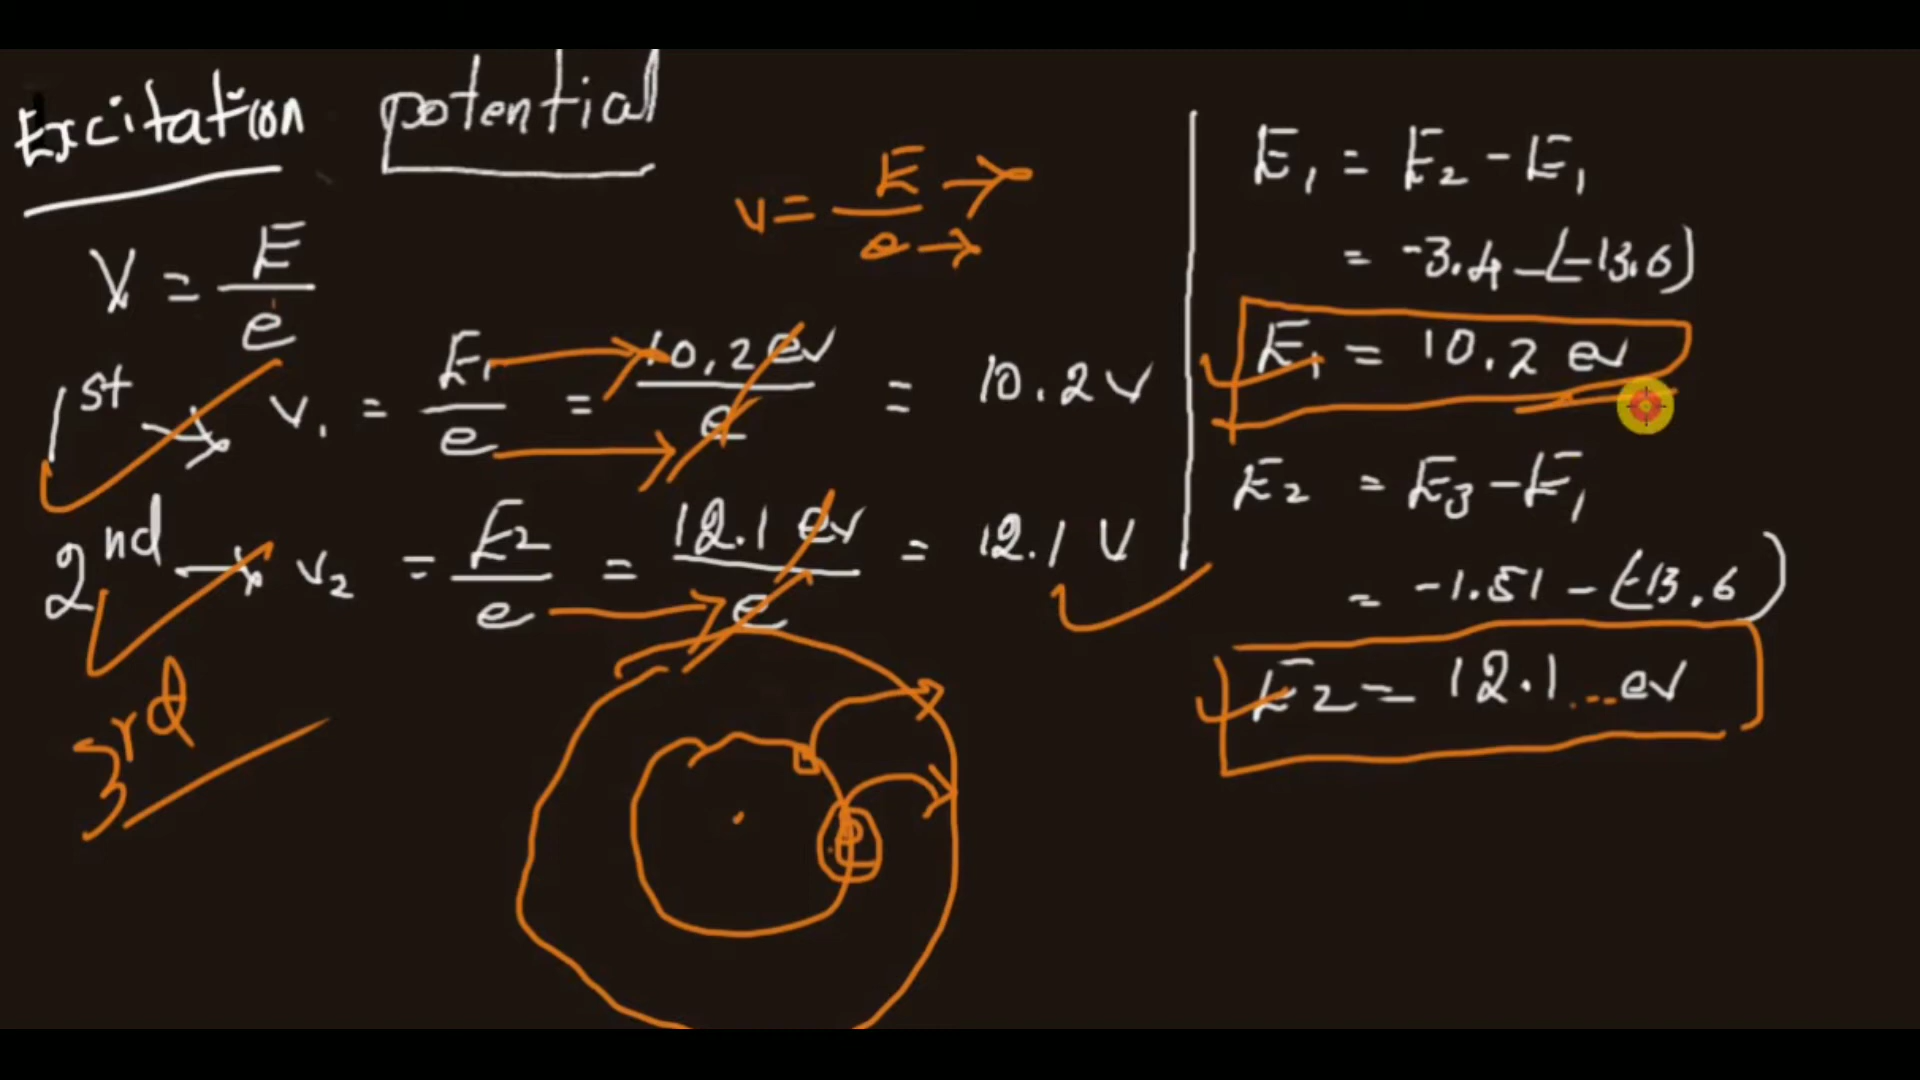 Excitation potential
V = E/e
v = E/e
1st → V₁ = E₁/e = 10.2 ev/e = 10.2 V
2nd → V₂ = E₂/e = 12.1 ev/e = 12.1 V
3rd
E₁ = E₂ - E₁
= -3.4 - (-13.6)
E₁ = 10.2 ev
E₂ = E₃ - E₁
= -1.51 - (-13.6)
E₂ = 12.1...ev